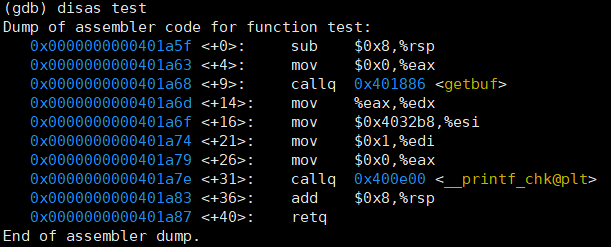 (gdb) disas test
Dump of assembler code for function test:
   0x0000000000401a5f <+0>:     sub    $0x8,%rsp
   0x0000000000401a63 <+4>:     mov    $0x0,%eax
   0x0000000000401a68 <+9>:     callq  0x401886 <getbuf>
   0x0000000000401a6d <+14>:    mov    %eax,%edx
   0x0000000000401a6f <+16>:    mov    $0x4032b8,%esi
   0x0000000000401a74 <+21>:    mov    $0x1,%edi
   0x0000000000401a79 <+26>:    mov    $0x0,%eax
   0x0000000000401a7e <+31>:    callq  0x400e00 <__printf_chk@plt>
   0x0000000000401a83 <+36>:    add    $0x8,%rsp
   0x0000000000401a87 <+40>:    retq
End of assembler dump.